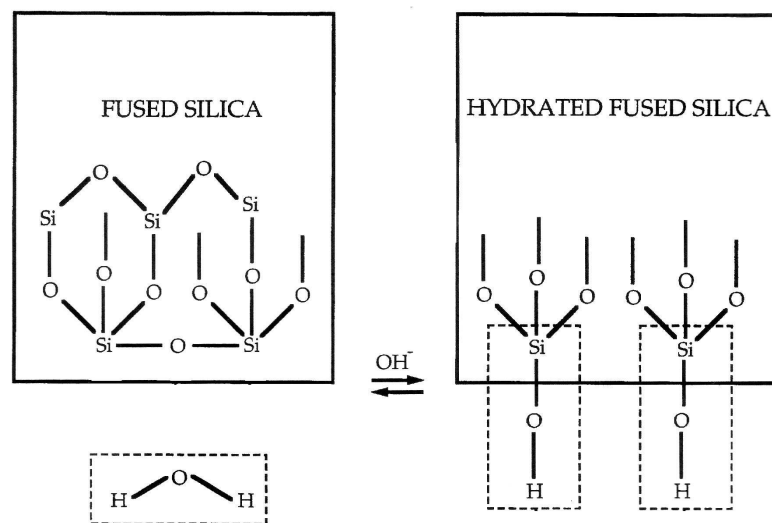 FUSED SILICA
O O
Si Si Si
O O O O O O
Si O Si
H O H
OH⁻
HYDRATED FUSED SILICA
O O O O O O
Si Si
O O
H H